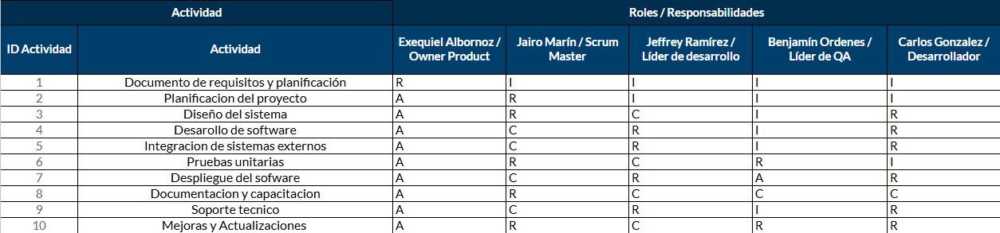 Actividad Roles / Responsabilidades
ID Actividad Actividad Exequiel Albornoz / Owner Product Jairo Marín / Scrum Master Jeffrey Ramírez / Líder de desarrollo Benjamín Ordenes / Líder de QA Carlos Gonzalez / Desarrollador
1 Documento de requisitos y planificación R I I I I
2 Planificacion del proyecto A R I I I
3 Diseño del sistema A R C I R
4 Desarollo de software A C R I R
5 Integracion de sistemas externos A C R I R
6 Pruebas unitarias A R C R I
7 Despliegue del sofware A C R A R
8 Documentacion y capacitacion A R C C C
9 Soporte tecnico A C R I R
10 Mejoras y Actualizaciones A R C R R